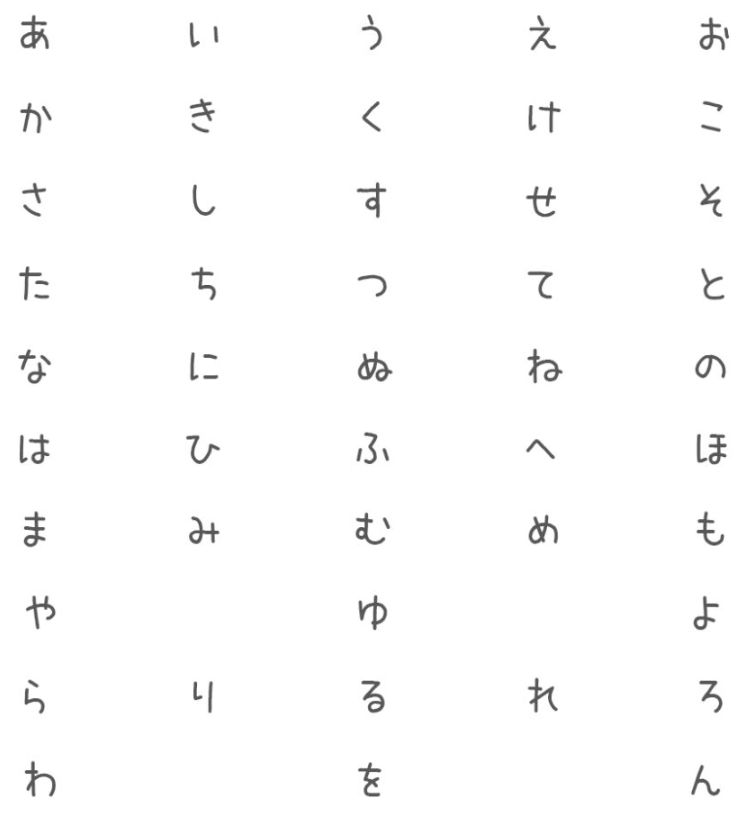 あ い う え お
か き く け こ
さ し す せ そ
た ち つ て と
な に ぬ ね の
は ひ ふ へ ほ
ま み む め も
や ゆ よ
ら り る れ ろ
わ を ん